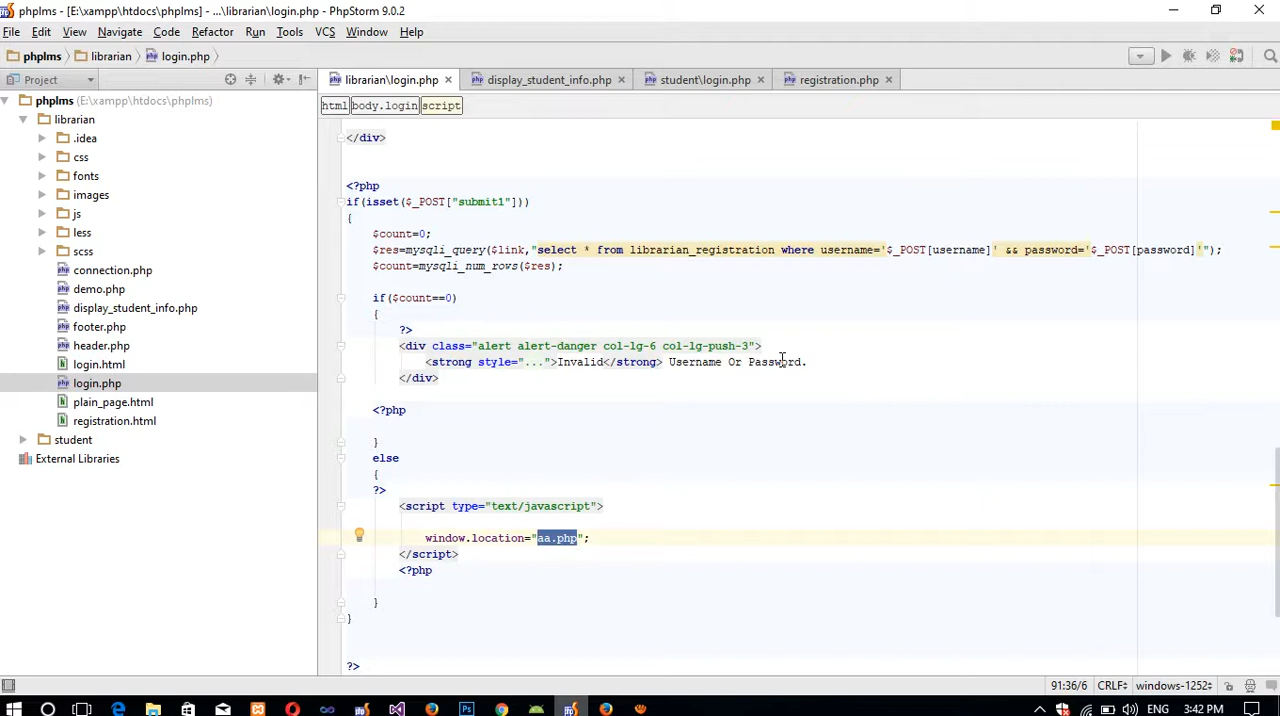 phplms - [E:\xampp\htdocs\phplms] - ...\librarian\login.php - PhpStorm 9.0.2
File Edit View Navigate Code Refactor Run Tools VCS Window Help
phplms librarian login.php
Project
librarian\login.php display_student_info.php student\login.php registration.php
phplms (E:\xampp\htdocs\phplms)
librarian
.idea
css
fonts
images
js
less
scss
connection.php
demo.php
display_student_info.php
footer.php
header.php
login.html
login.php
plain_page.html
registration.html
student
External Libraries
html body.login script
</div>
<?php
if(isset($_POST["submit1"]))
{
$count=0;
$res=mysqli_query($link,"select * from librarian_registration where username='$_POST[username]' && password='$_POST[password]'");
$count=mysqli_num_rows($res);
if($count==0)
{
?>
<div class="alert alert-danger col-lg-6 col-lg-push-3">
<strong style="...">Invalid</strong> Username Or Password.
</div>
<?php
}
else
{
?>
<script type="text/javascript">
window.location="aa.php";
</script>
<?php
}
}
?>
91:36/6 CRLF windows-1252
ENG 3:42 PM